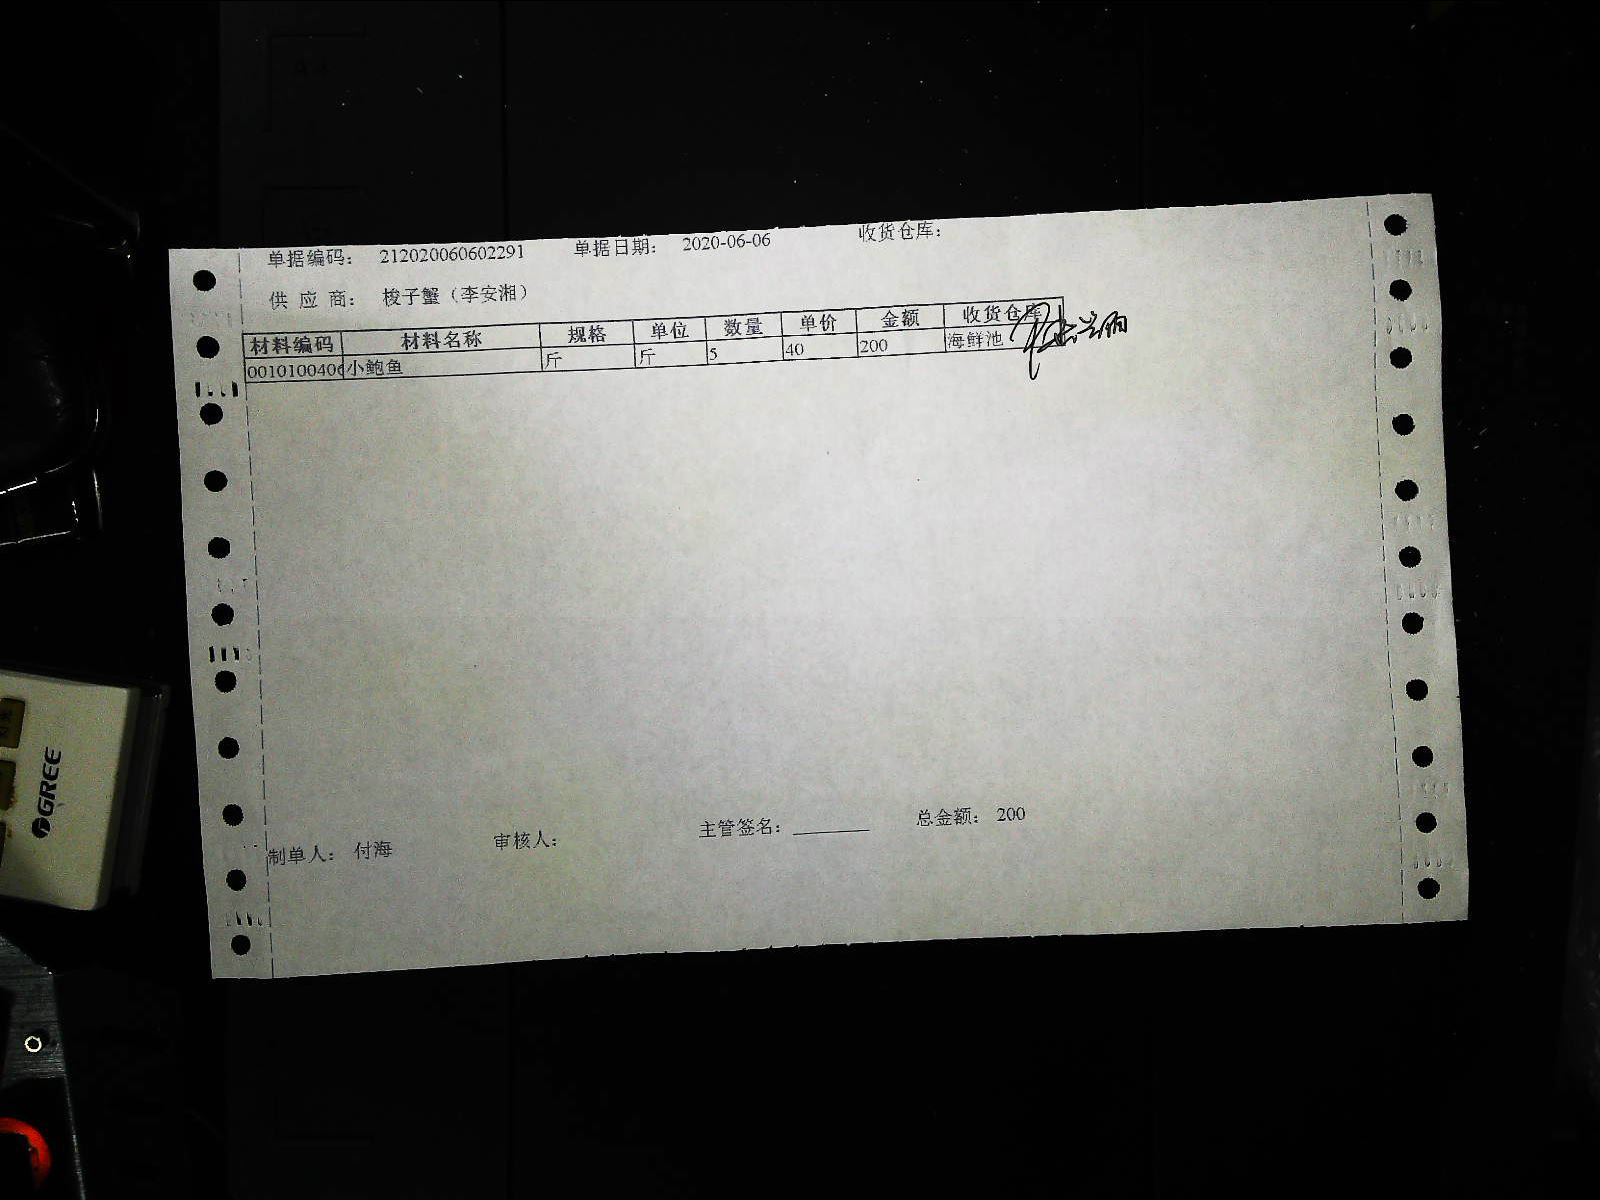 单据编码： 212020060602291 单据日期： 2020-06-06 收货仓库：
供 应 商： 梭子蟹（李安湘）
材料编码 材料名称 规格 单位 数量 单价 金额 收货仓库
0010100406 小鲍鱼 斤 斤 5 40 200 海鲜池
制单人： 付海 审核人： 主管签名： 总金额： 200
GREE